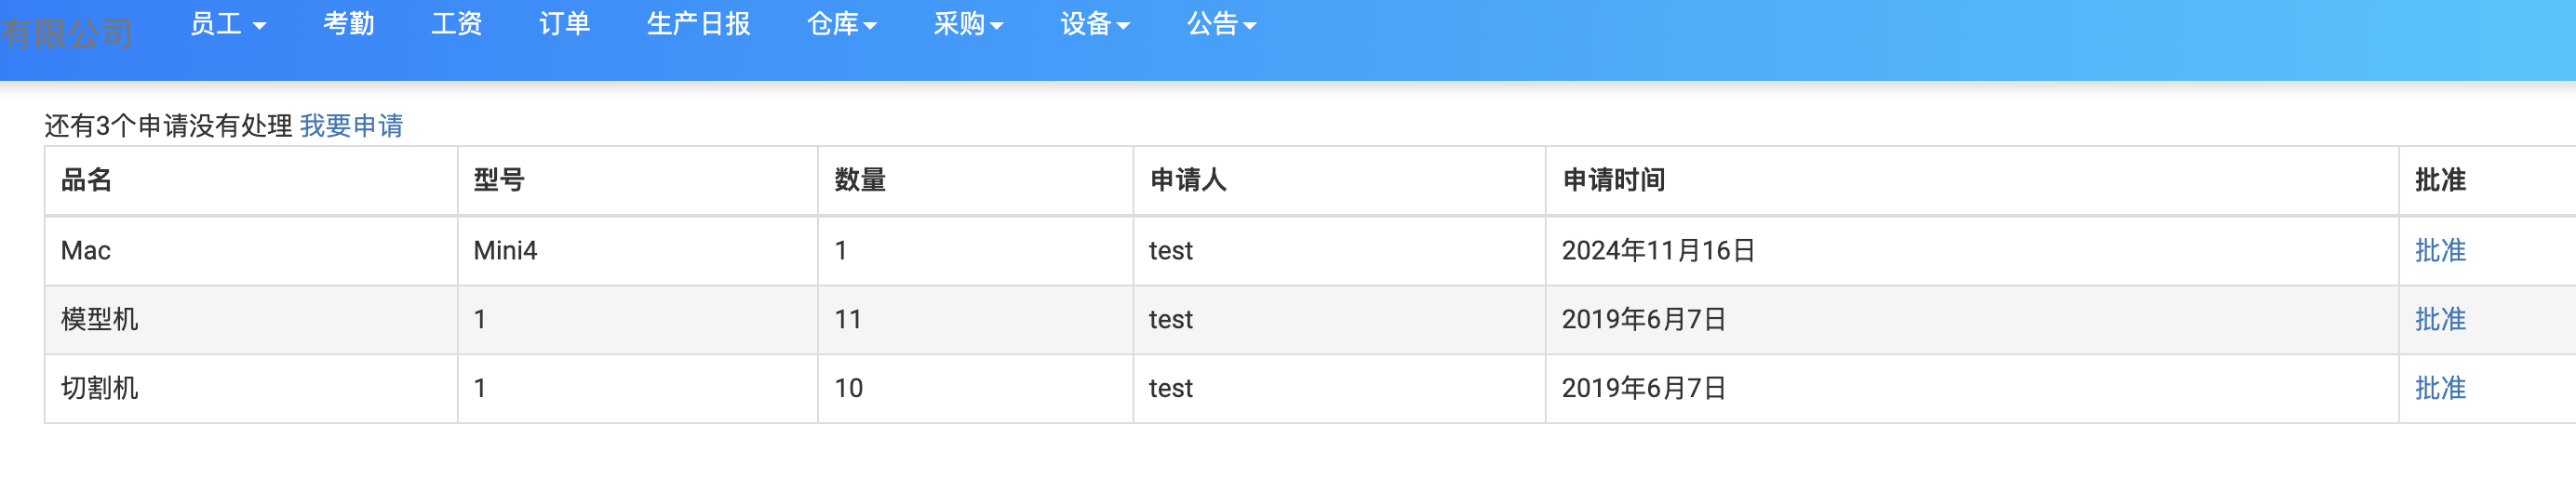 有限公司 员工 考勤 工资 订单 生产日报 仓库 采购 设备 公告
还有3个申请没有处理 我要申请
品名 型号 数量 申请人 申请时间 批准
Mac Mini4 1 test 2024年11月16日 批准
模型机 1 11 test 2019年6月7日 批准
切割机 1 10 test 2019年6月7日 批准